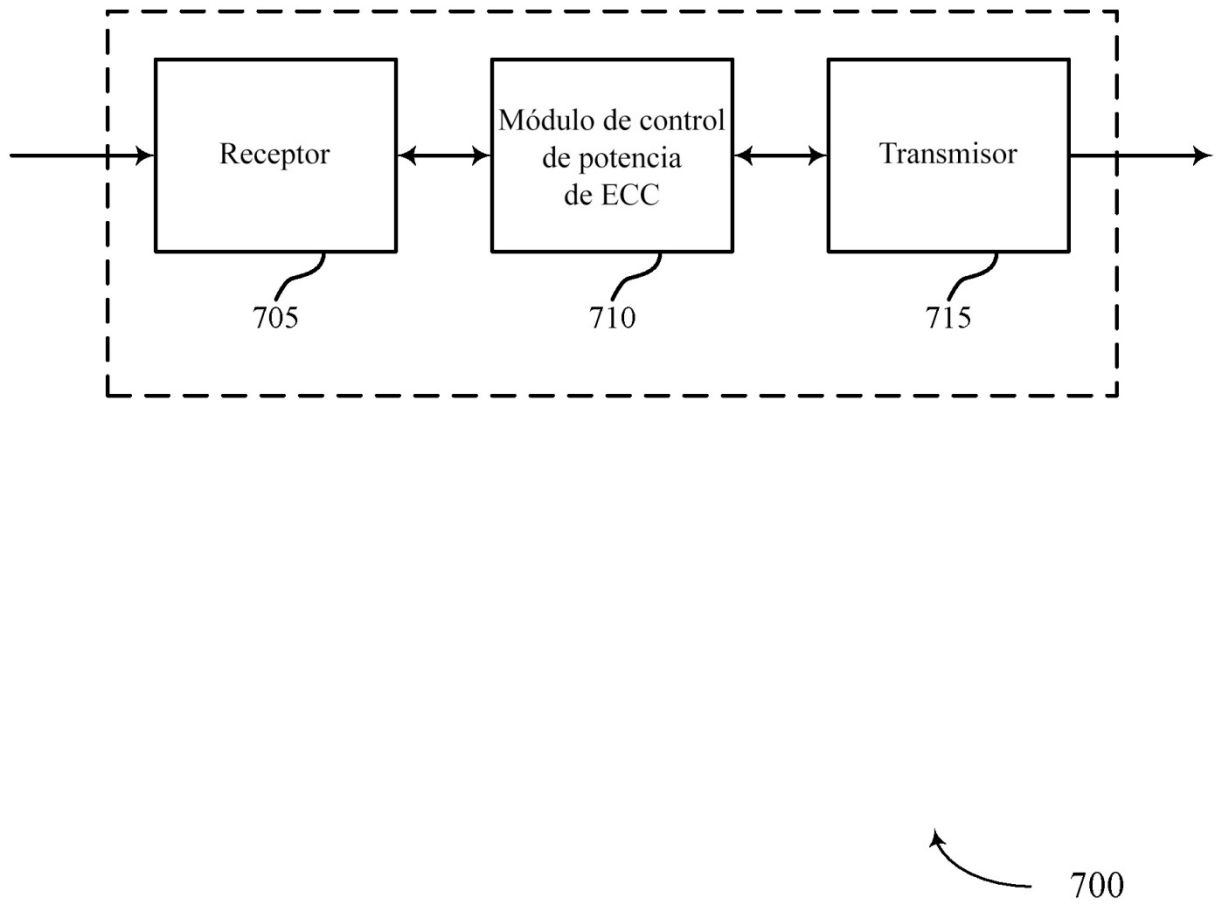 Receptor
Módulo de control
de potencia
de ECC
Transmisor
705
710
715
700